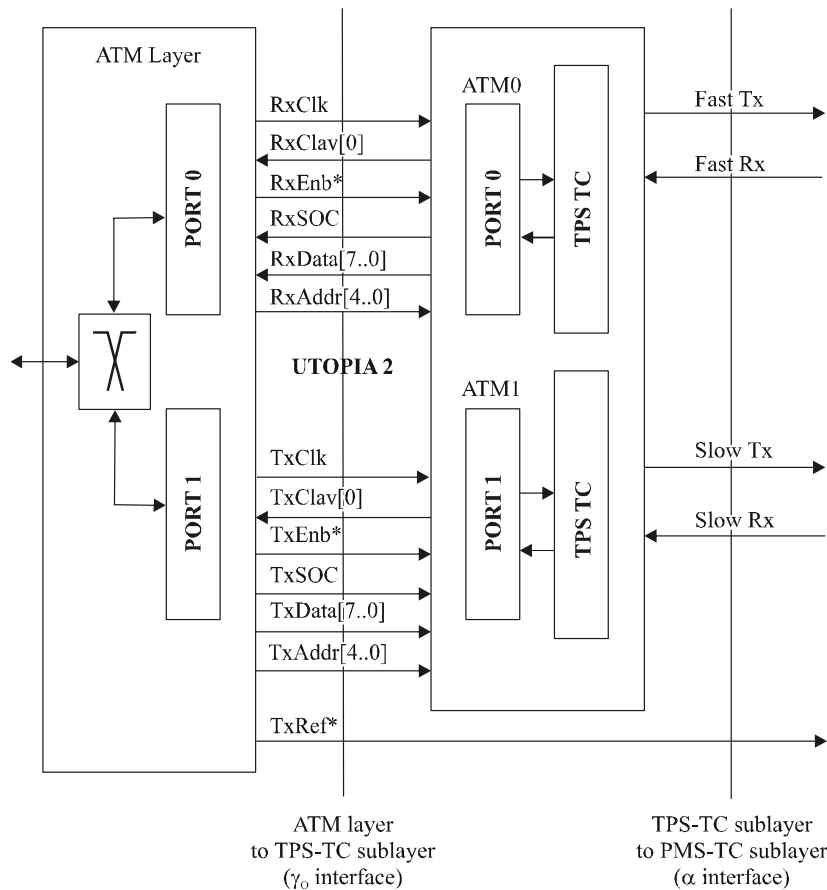 ATM Layer
PORT 0
PORT 1
RxClk
RxClav[0]
RxEnb*
RxSOC
RxData[7..0]
RxAddr[4..0]
UTOPIA 2
TxClk
TxClav[0]
TxEnb*
TxSOC
TxData[7..0]
TxAddr[4..0]
TxRef*
ATM0
PORT 0
TPS TC
ATM1
PORT 1
TPS TC
Fast Tx
Fast Rx
Slow Tx
Slow Rx
ATM layer
to TPS-TC sublayer
(γo interface)
TPS-TC sublayer
to PMS-TC sublayer
(α interface)